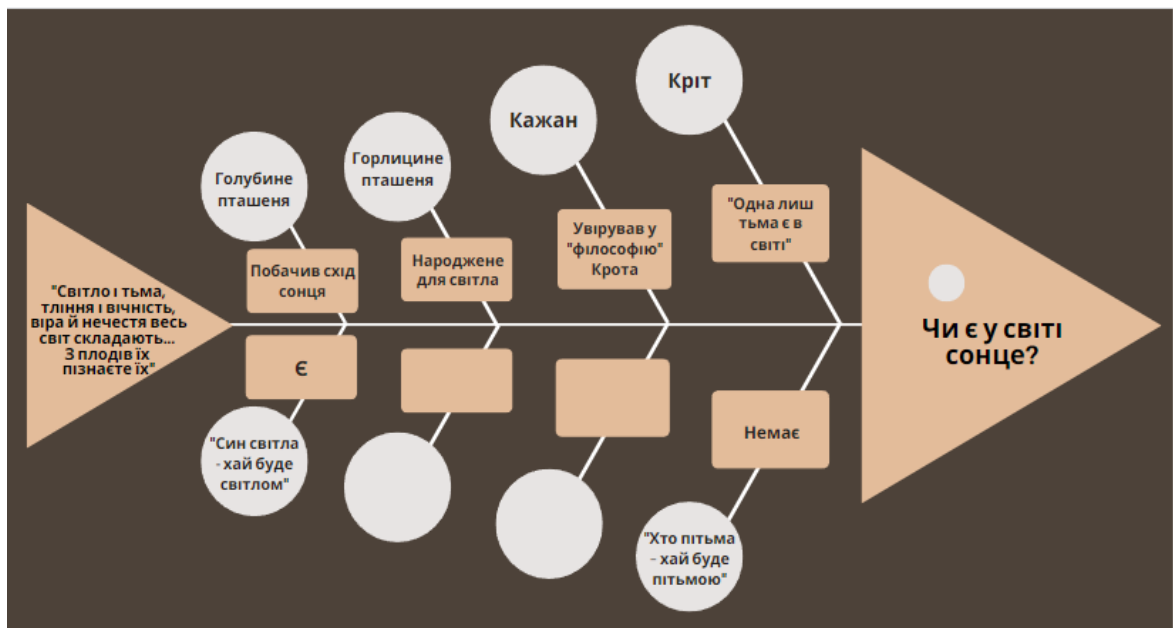 Кріт
Кажан
Горлицине
пташеня
Голубине
пташеня
"Одна лиш
тьма є в
світі"
Увірував у
"філософію"
Крота
Народжене
для світла
Побачив схід
сонця
"Світло і тьма,
тління і вічність,
віра й нечестя весь
світ складають...
З плодів їх
пізнаєте їх"
Чи є у світі
сонце?
Є
Немає
"Син світла
- хай буде
світлом"
"Хто пітьма
- хай буде
пітьмою"